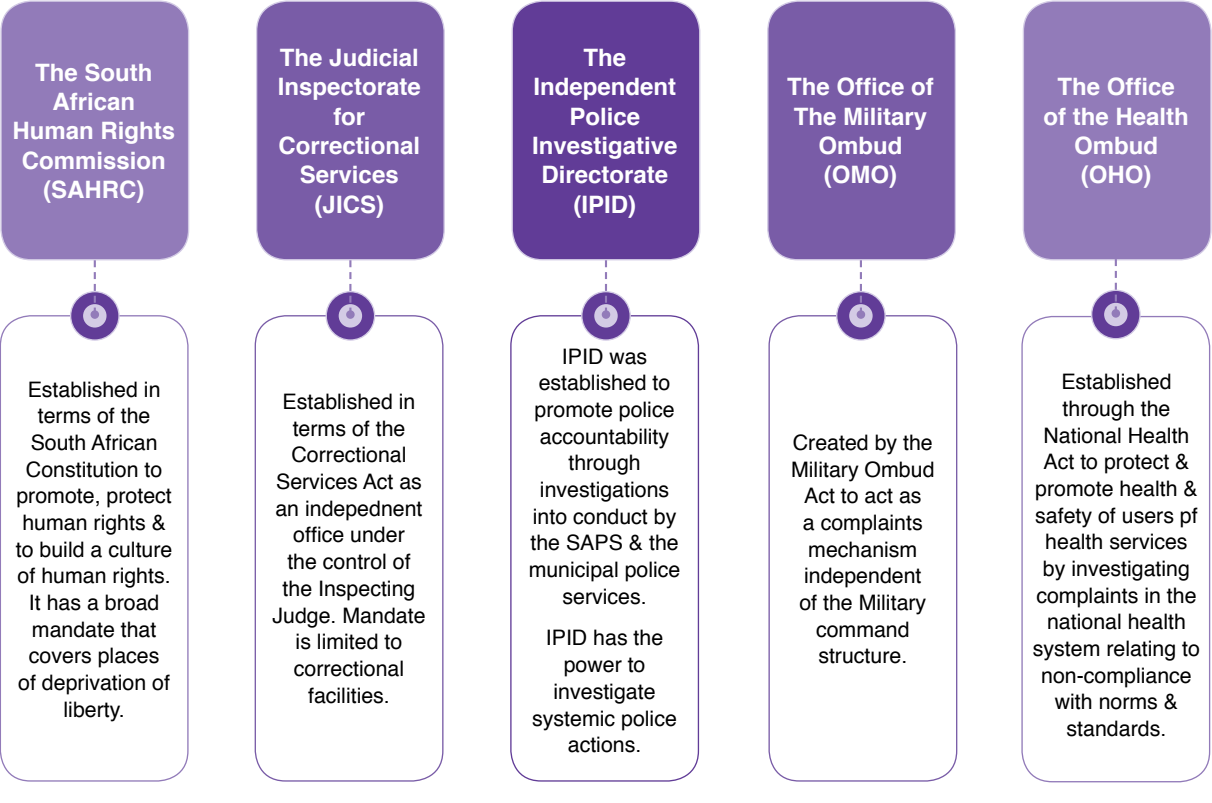 The South
African
Human Rights
Commission
(SAHRC)
Established in
terms of the
South African
Constitution to
promote, protect
human rights &
to build a culture
of human rights.
It has a broad
mandate that
covers places
of deprivation of
liberty.
The Judicial
Inspectorate
for
Correctional
Services
(JICS)
Established in
terms of the
Correctional
Services Act as
an indepednent
office under
the control of
the Inspecting
Judge. Mandate
is limited to
correctional
facilities.
The
Independent
Police
Investigative
Directorate
(IPID)
IPID was
established to
promote police
accountability
through
investigations
into conduct by
the SAPS & the
municipal police
services.
IPID has the
power to
investigate
systemic police
actions.
The Office of
The Military
Ombud
(OMO)
Created by the
Military Ombud
Act to act as
a complaints
mechanism
independent
of the Military
command
structure.
The Office
of the Health
Ombud
(OHO)
Established
through the
National Health
Act to protect &
promote health &
safety of users pf
health services
by investigating
complaints in the
national health
system relating to
non-compliance
with norms &
standards.